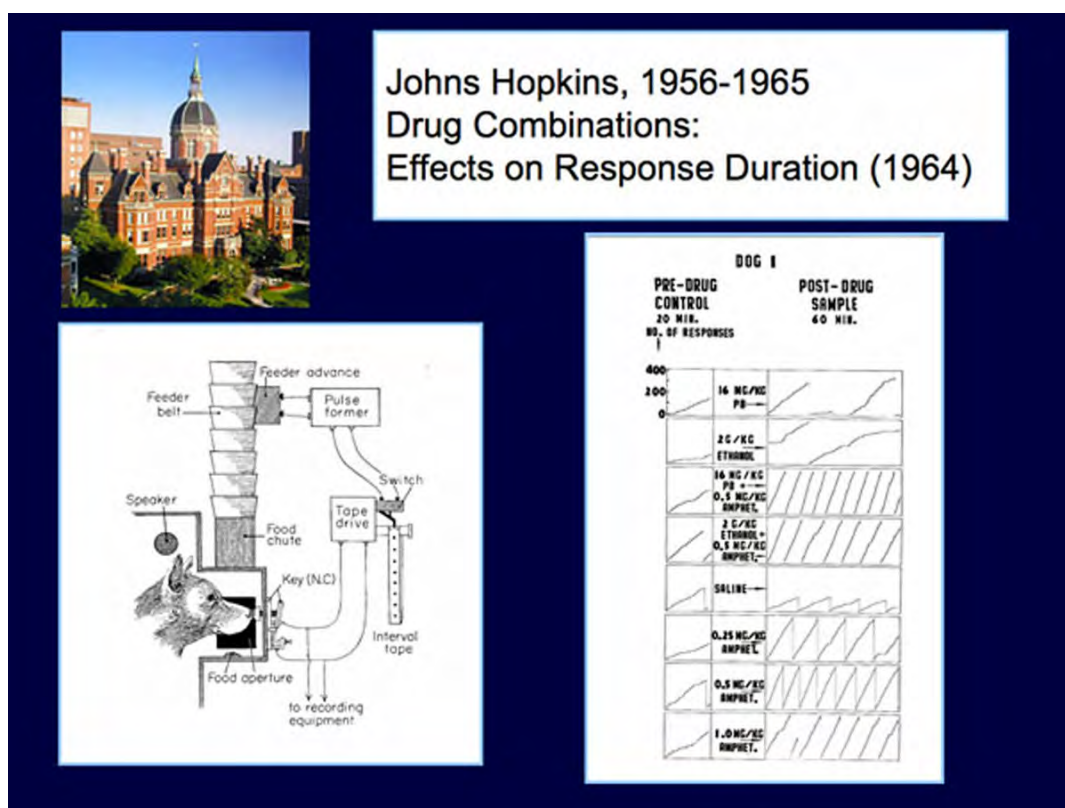 Johns Hopkins, 1956-1965
Drug Combinations:
Effects on Response Duration (1964)
Feeder advance
Feeder
belt
Pulse
former
Switch
Speaker
Tape
drive
Food
chute
Key (N.C)
Interval
tape
Food aperture
to recording
equipment
DOG I
PRE-DRUG
CONTROL
20 MIN.
NO. OF RESPONSES
POST-DRUG
SAMPLE
60 MIN.
400
200
0
16 MG/KG
PB
2G/KG
ETHANOL
16 MG/KG
PB +
0.5 MG/KG
AMPHET.
2 G/KG
ETHANOL+
0.5 MG/KG
AMPHET.
SALINE
0.25 MG/KG
AMPHET.
0.5 MG/KG
AMPHET.
1.0 MG/KG
AMPHET.